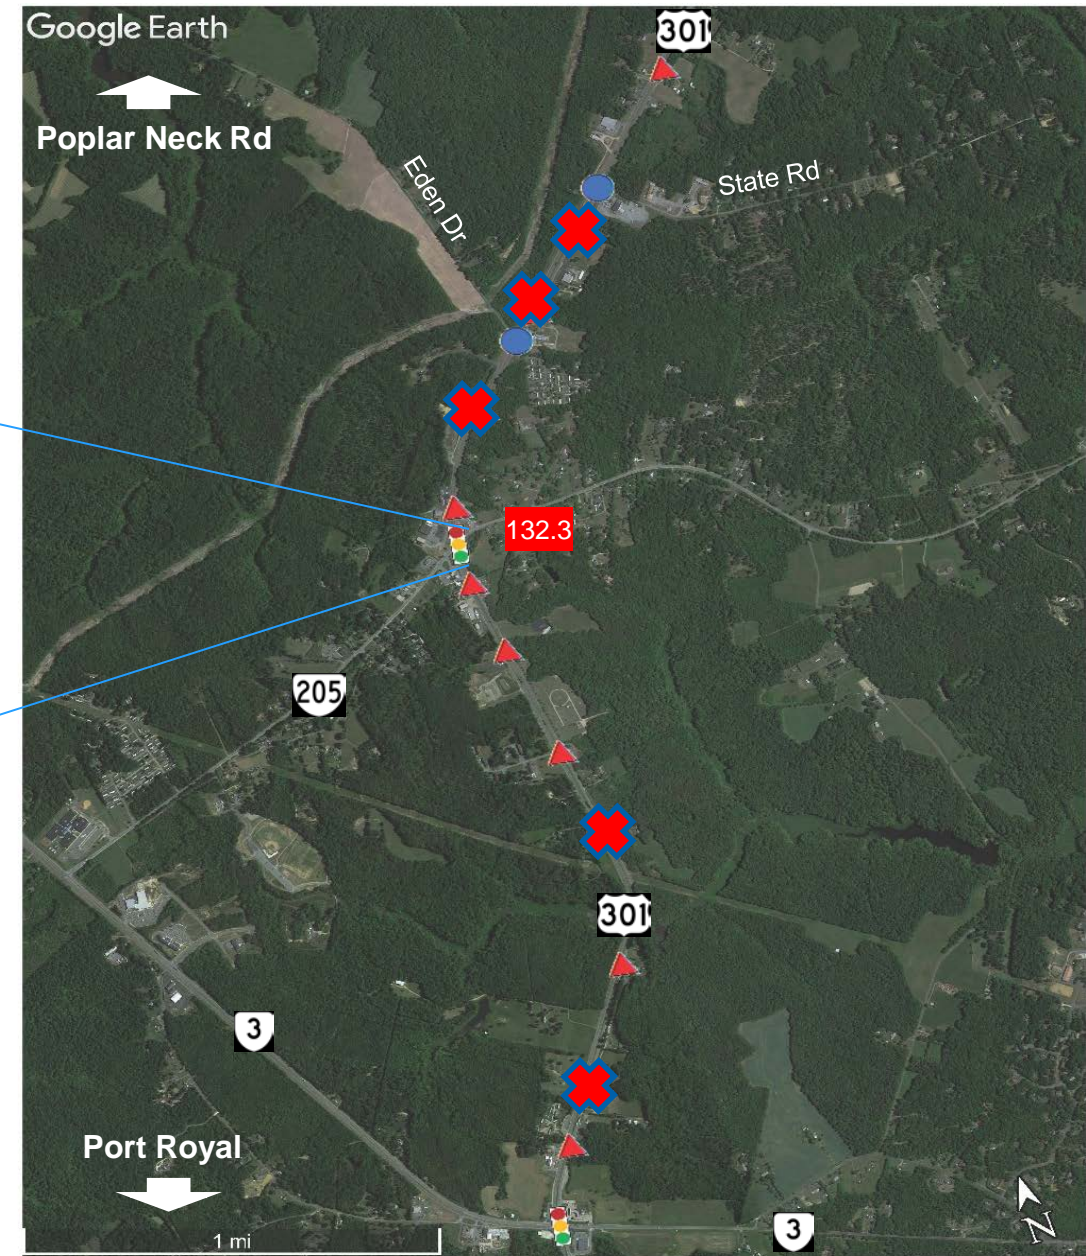 Google Earth
301
Poplar Neck Rd
Eden Dr
State Rd
132.3
205
301
3
Port Royal
1 mi
3
N